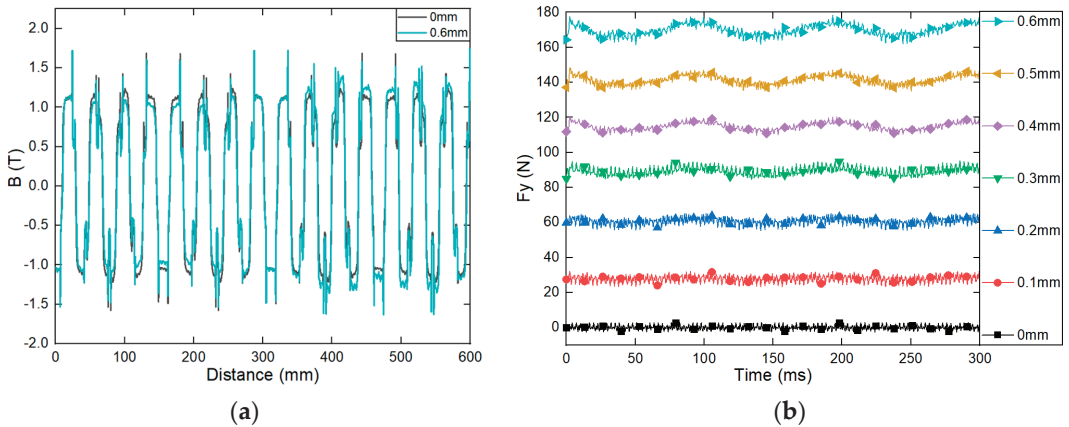 2.0
1.5
1.0
0.5
0.0
-0.5
-1.0
-1.5
-2.0
B (T)
0 100 200 300 400 500 600
Distance (mm)
0mm
0.6mm
(a)
180
160
140
120
100
80
60
40
20
0
Fy (N)
0 50 100 150 200 250 300
Time (ms)
0.6mm
0.5mm
0.4mm
0.3mm
0.2mm
0.1mm
0mm
(b)